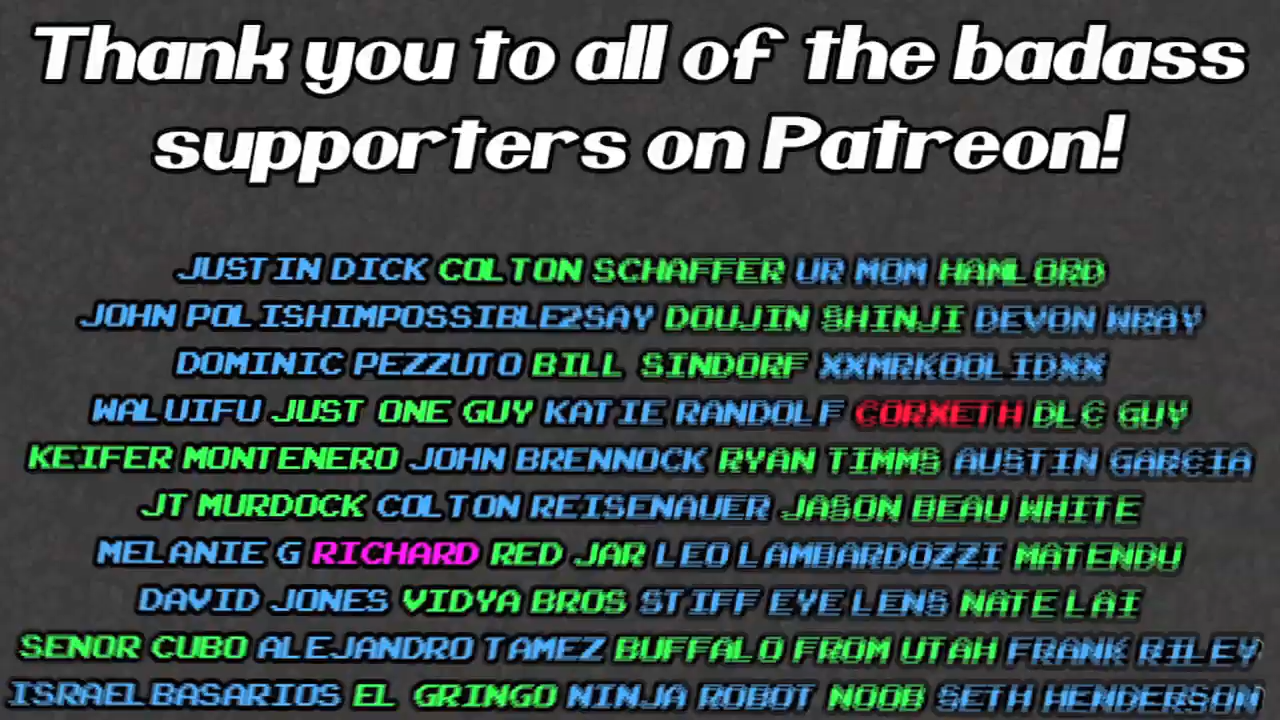 Thank you to all of the badass
supporters on Patreon!
JUSTIN DICK COLTON SCHAFFER UR MOM HAMLORD
JOHN POLISHIMPOSSIBLE2SAY DOUJIN SHINJI DEVON WRAY
DOMINIC PEZZUTO BILL SINDORF XXMRKOOLIDXX
WALUIFU JUST ONE GUY KATIE RANDOLF CORXETH DLC GUY
KEIFER MONTENERO JOHN BRENNOCK RYAN TIMMS AUSTIN GARCIA
JT MURDOCK COLTON REISENAUER JASON BEAU WHITE
MELANIE G RICHARD RED JAR LEO LAMBARDOZZI MATENDU
DAVID JONES VIDYA BROS STIFF EYE LENS NATE LAI
SENOR CUBO ALEJANDRO TAMEZ BUFFALO FROM UTAH FRANK RILEY
ISRAEL BASARIOS EL GRINGO NINJA ROBOT NOOB SETH HENDERSON